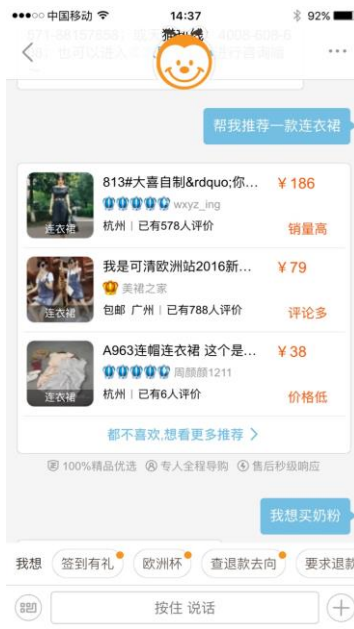 中国移动
14:37
92%
帮我推荐一款连衣裙
813#大喜自制&rdquo;你... ¥186
wxyz_ing
连衣裙
杭州 | 已有578人评价 销量高
我是可清欧洲站2016新... ¥79
美裙之家
连衣裙
包邮 广州 | 已有788人评价 评论多
A963连帽连衣裙 这个是... ¥38
周颜颜1211
连衣裙
杭州 | 已有6人评价 价格低
都不喜欢,想看更多推荐 >
100%精品优选 专人全程导购 售后秒级响应
我想买奶粉
我想 签到有礼 欧洲杯 查退款去向 要求退款
按住 说话